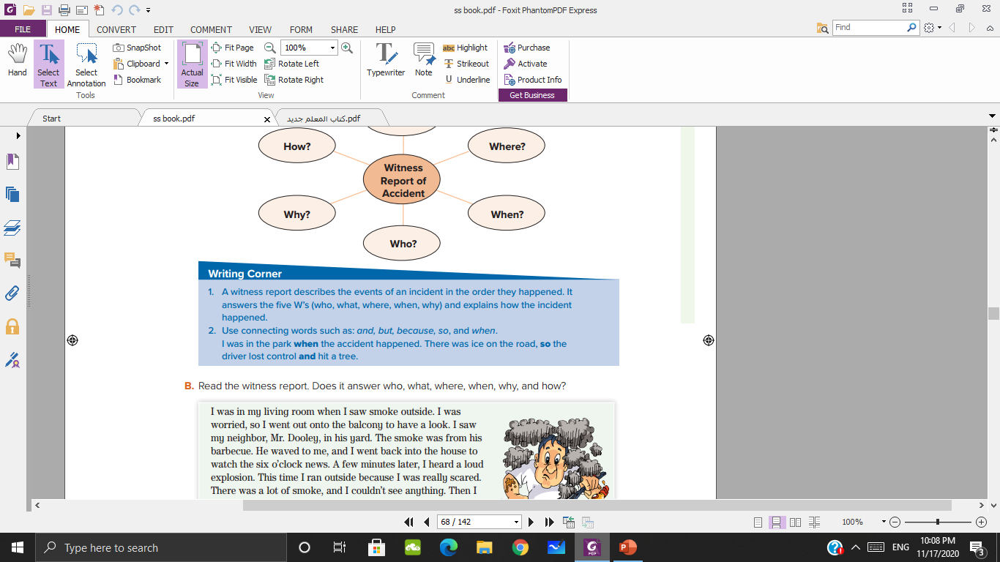 ss book.pdf - Foxit PhantomPDF Express
FILE HOME CONVERT EDIT COMMENT VIEW FORM SHARE HELP
Find
Hand
Select
Text
Select
Annotation
SnapShot
Clipboard
Bookmark
Tools
Actual
Size
Fit Page
Fit Width
Fit Visible
100%
Rotate Left
Rotate Right
View
Typewriter
Note
abc Highlight
T Strikeout
U Underline
Comment
Purchase
Activate
Product Info
Get Business
Start
ss book.pdf
كتاب المعلم جديد.pdf
How?
Where?
Witness
Report of
Accident
Why?
When?
Who?
Writing Corner
1. A witness report describes the events of an incident in the order they happened. It
answers the five W's (who, what, where, when, why) and explains how the incident
happened.
2. Use connecting words such as: and, but, because, so, and when.
I was in the park when the accident happened. There was ice on the road, so the
driver lost control and hit a tree.
B. Read the witness report. Does it answer who, what, where, when, why, and how?
I was in my living room when I saw smoke outside. I was
worried, so I went out onto the balcony to have a look. I saw
my neighbor, Mr. Dooley, in his yard. The smoke was from his
barbecue. He waved to me, and I went back into the house to
watch the six o'clock news. A few minutes later, I heard a loud
explosion. This time I ran outside because I was really scared.
There was a lot of smoke, and I couldn't see anything. Then I
68 / 142
100%
Type here to search
PDF
ENG
10:08 PM
11/17/2020
3